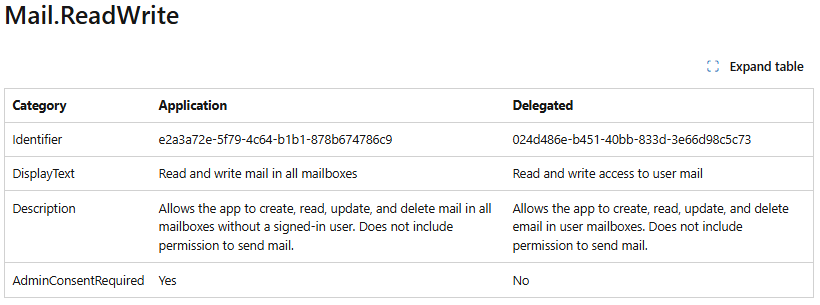 Mail.ReadWrite
Expand table
Category Application Delegated
Identifier e2a3a72e-5f79-4c64-b1b1-878b674786c9 024d486e-b451-40bb-833d-3e66d98c5c73
DisplayText Read and write mail in all mailboxes Read and write access to user mail
Description Allows the app to create, read, update, and delete mail in all Allows the app to create, read, update, and delete
mailboxes without a signed-in user. Does not include email in user mailboxes. Does not include
permission to send mail. permission to send mail.
AdminConsentRequired Yes No